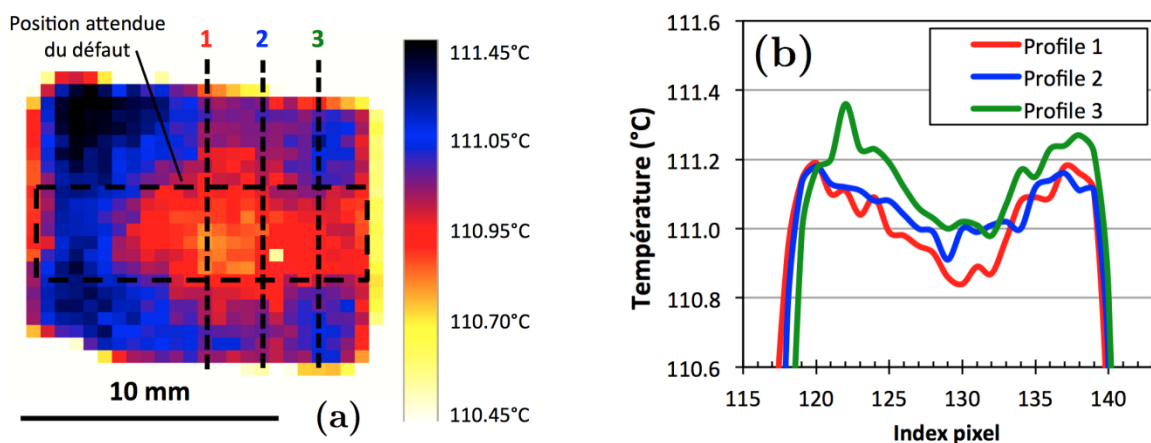 Position attendue
du défaut
1
2
3
111.45°C
111.05°C
110.95°C
110.70°C
110.45°C
10 mm
(a)
(b)
111.6
111.4
111.2
111.0
110.8
110.6
Température (°C)
115
120
125
130
135
140
Index pixel
Profile 1
Profile 2
Profile 3